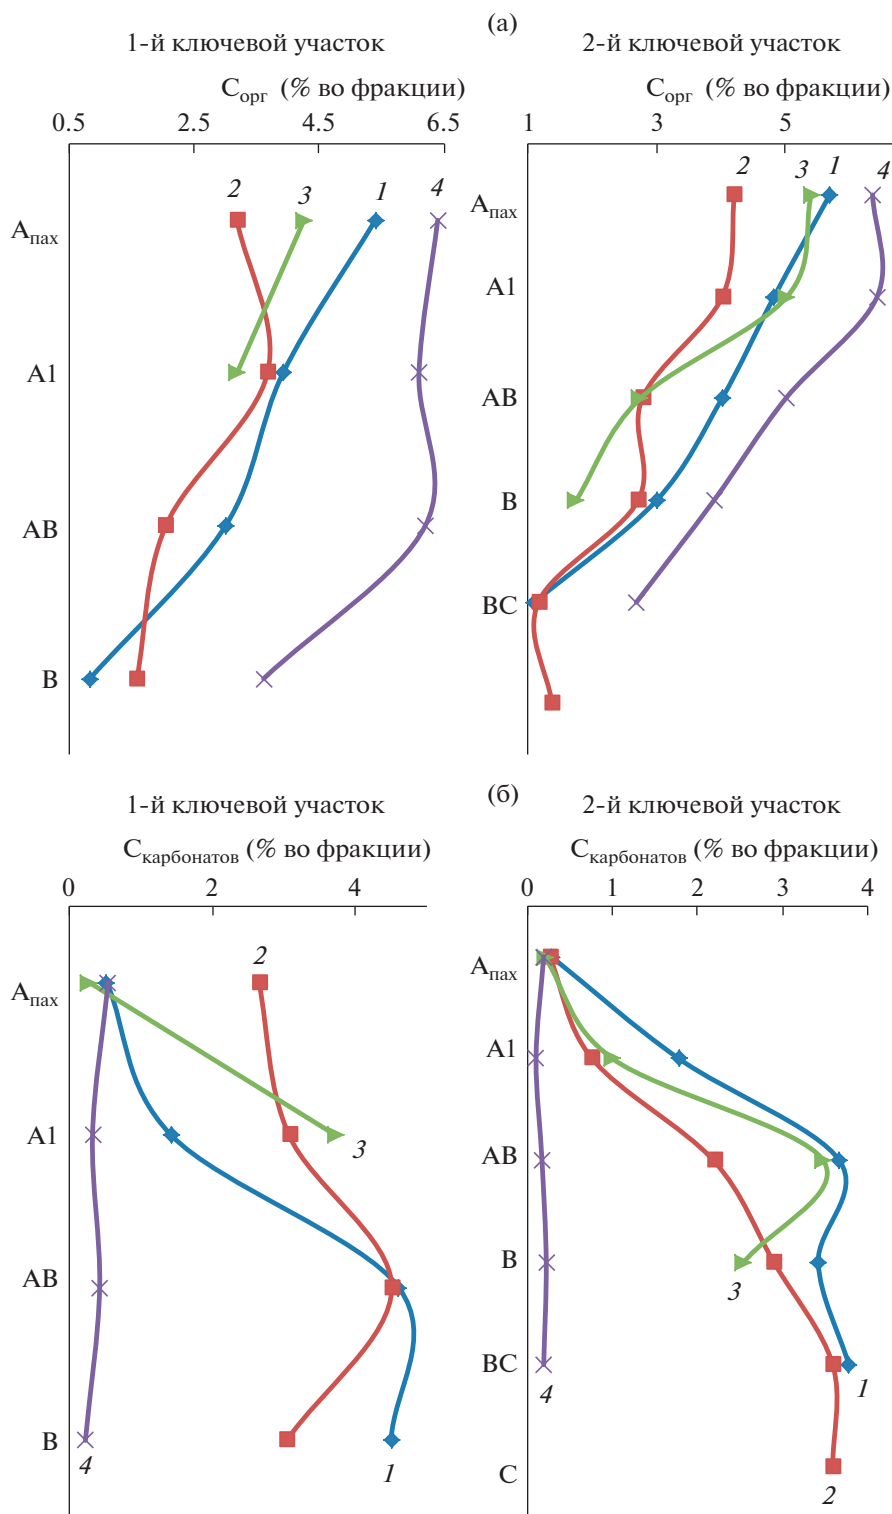 (а)
1-й ключевой участок
2-й ключевой участок
Cорг (% во фракции)
Cорг (% во фракции)
0.5 2.5 4.5 6.5
1 3 5
2 3 1 4
2 3 1 4
Aпах
A1
AB
B
Aпах
A1
AB
B
BC
(б)
1-й ключевой участок
2-й ключевой участок
Cкарбонатов (% во фракции)
Cкарбонатов (% во фракции)
0 2 4
0 1 2 3 4
Aпах
A1
AB
B
2
3
4
1
Aпах
A1
AB
B
BC
C
3
4
1
2